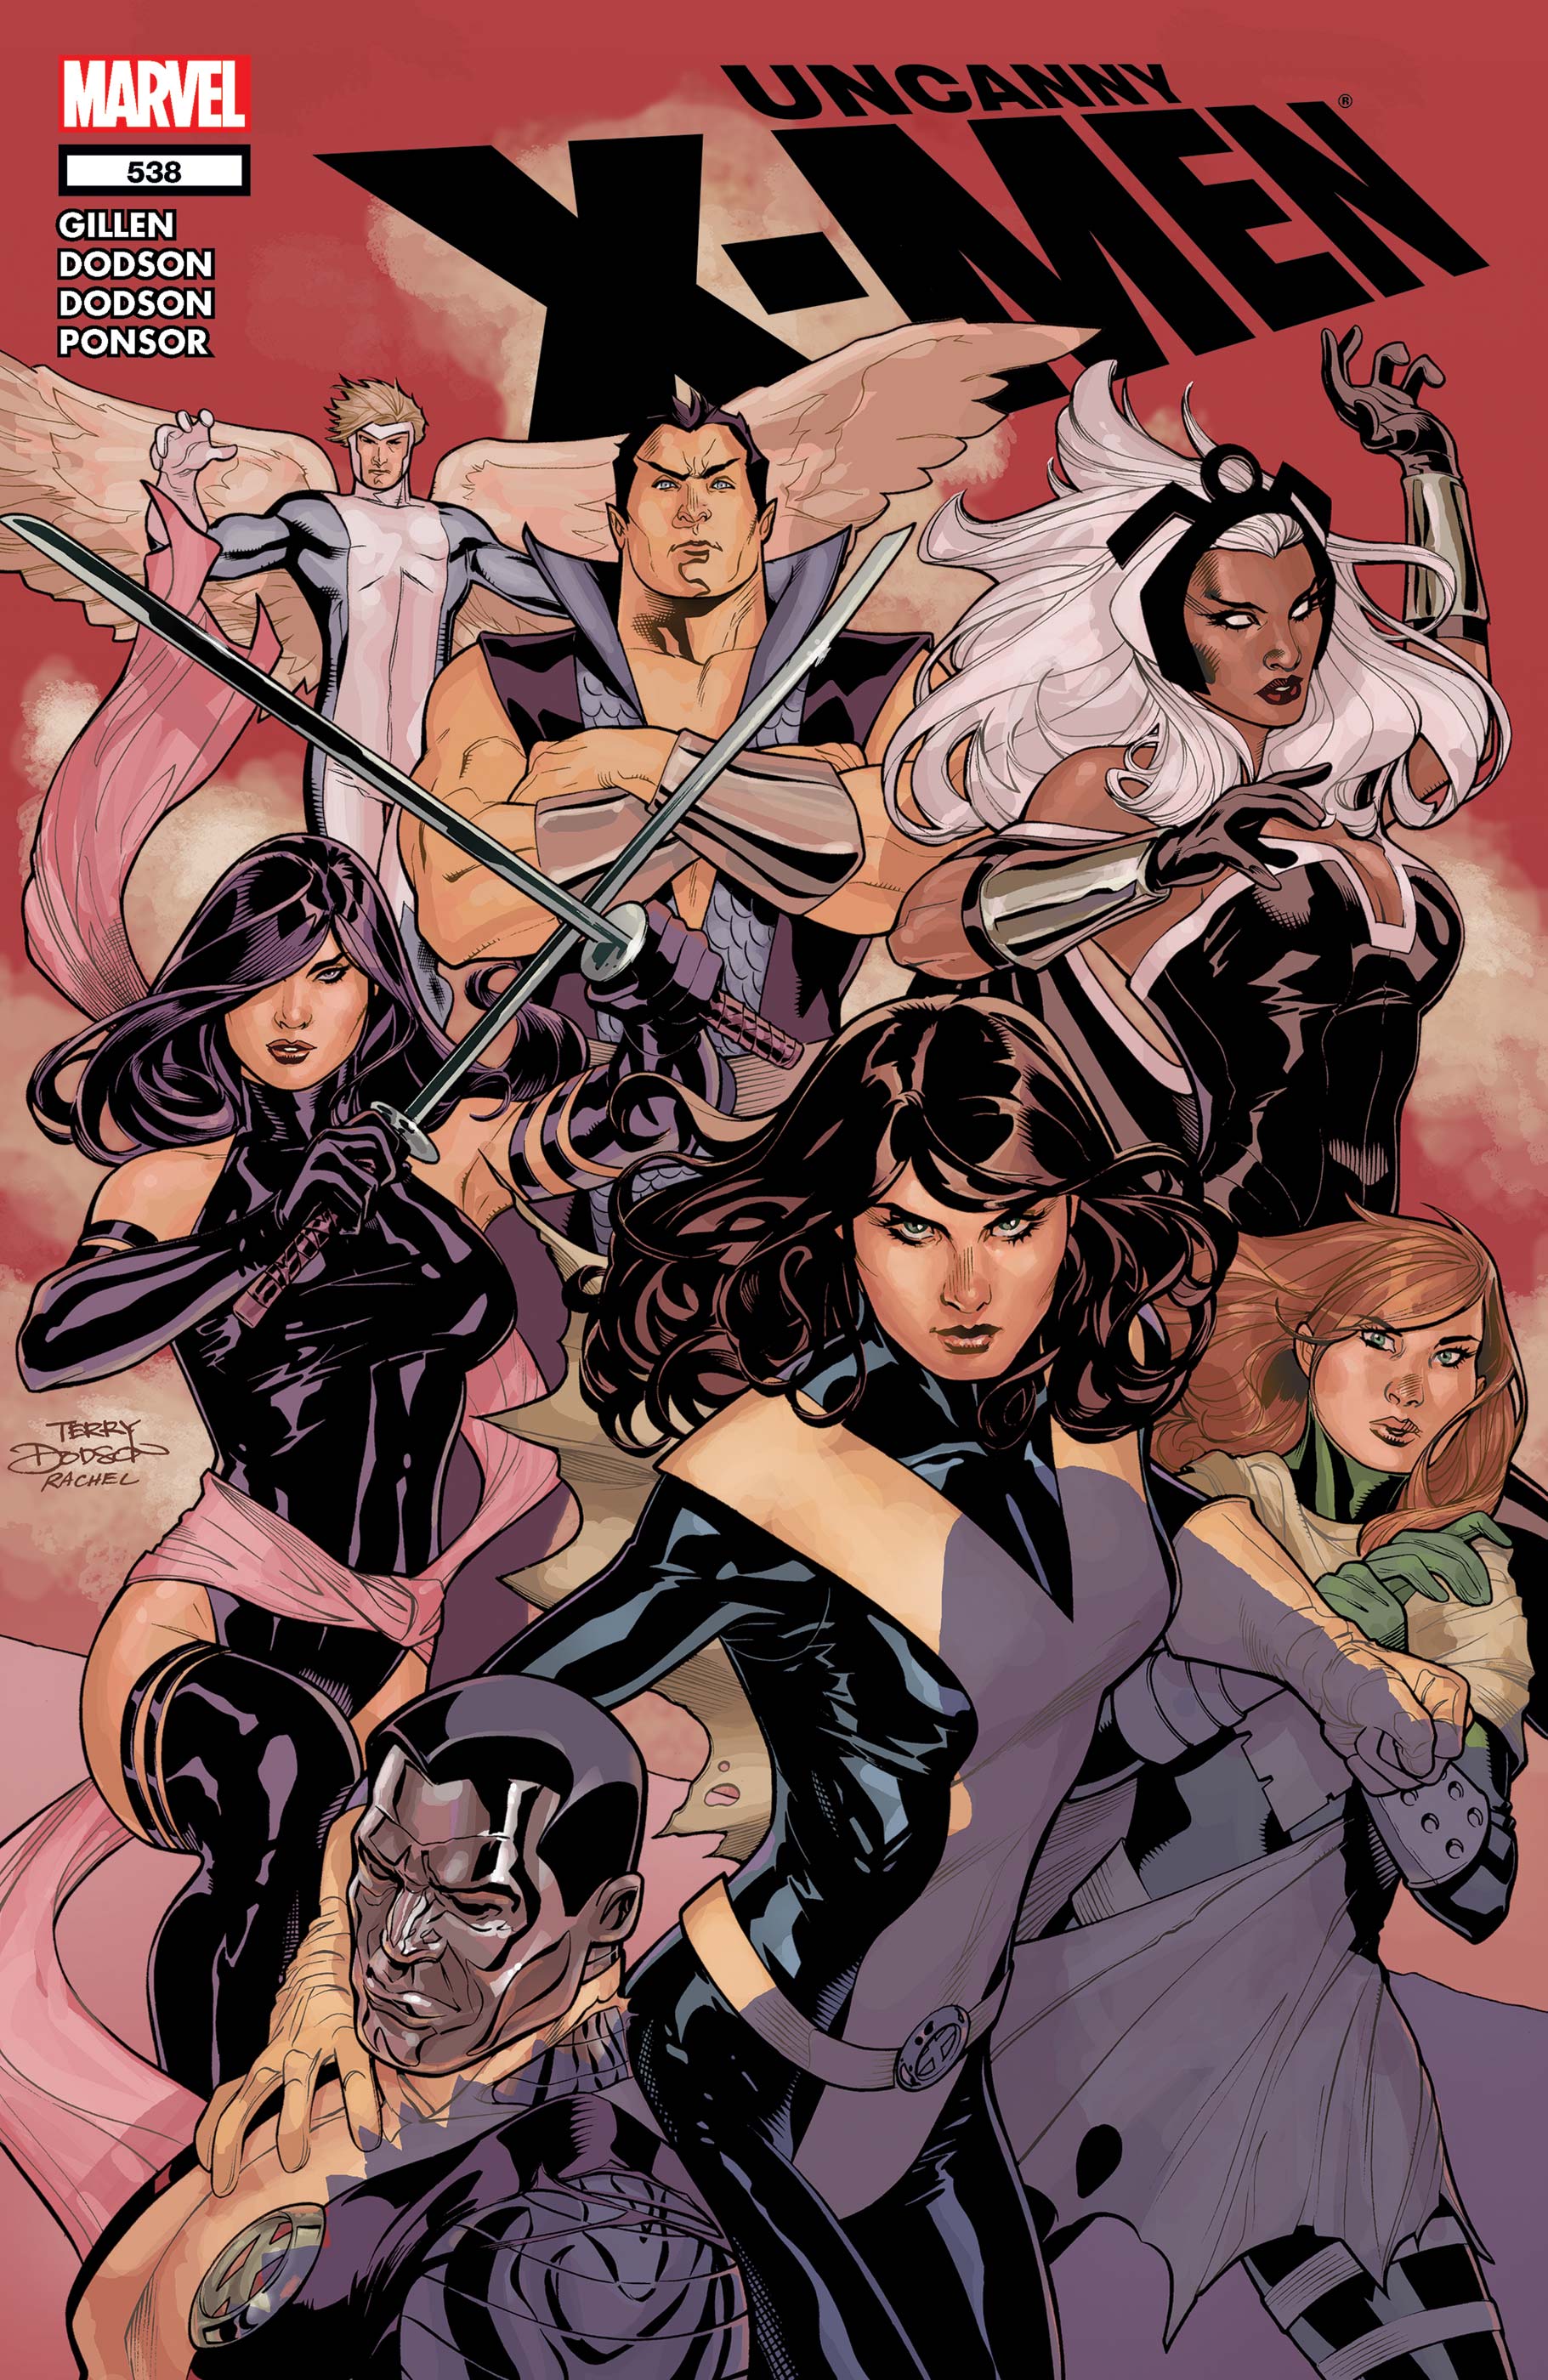 MARVEL
538
GILLEN
DODSON
DODSON
PONSOR
UNCANNY
X-MEN®
TERRY
DODSON
RACHEL